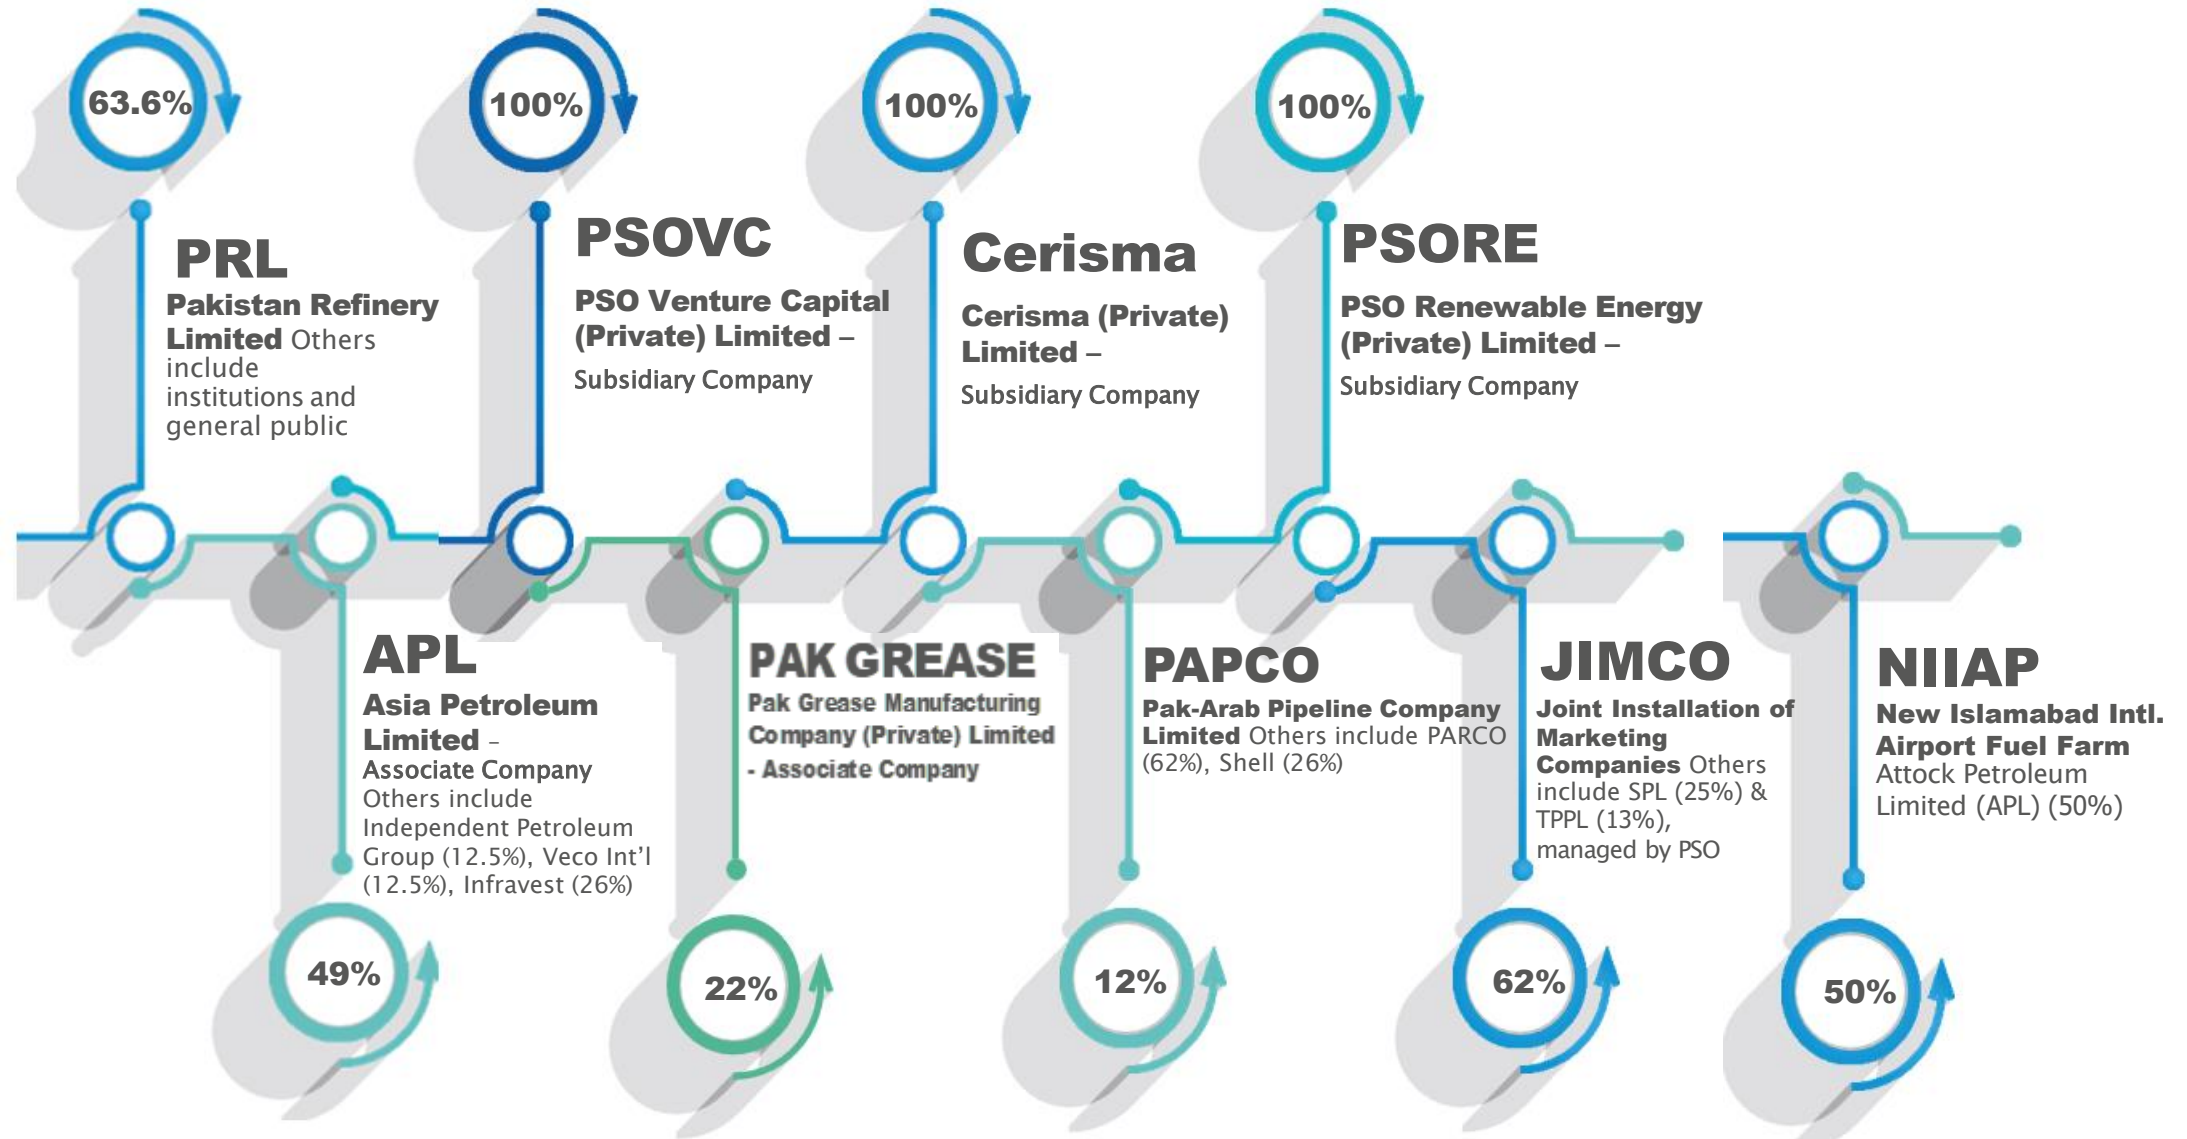 63.6%
PRL
Pakistan Refinery
Limited Others
include
institutions and
general public
100%
PSOVC
PSO Venture Capital
(Private) Limited –
Subsidiary Company
100%
Cerisma
Cerisma (Private)
Limited –
Subsidiary Company
100%
PSORE
PSO Renewable Energy
(Private) Limited –
Subsidiary Company
APL
Asia Petroleum
Limited –
Associate Company
Others include
Independent Petroleum
Group (12.5%), Veco Int’l
(12.5%), Infravest (26%)
49%
PAK GREASE
Pak Grease Manufacturing
Company (Private) Limited
- Associate Company
22%
PAPCO
Pak-Arab Pipeline Company
Limited Others include PARCO
(62%), Shell (26%)
12%
JIMCO
Joint Installation of
Marketing
Companies Others
include SPL (25%) &
TPPL (13%),
managed by PSO
62%
NIIAP
New Islamabad Intl.
Airport Fuel Farm
Attock Petroleum
Limited (APL) (50%)
50%